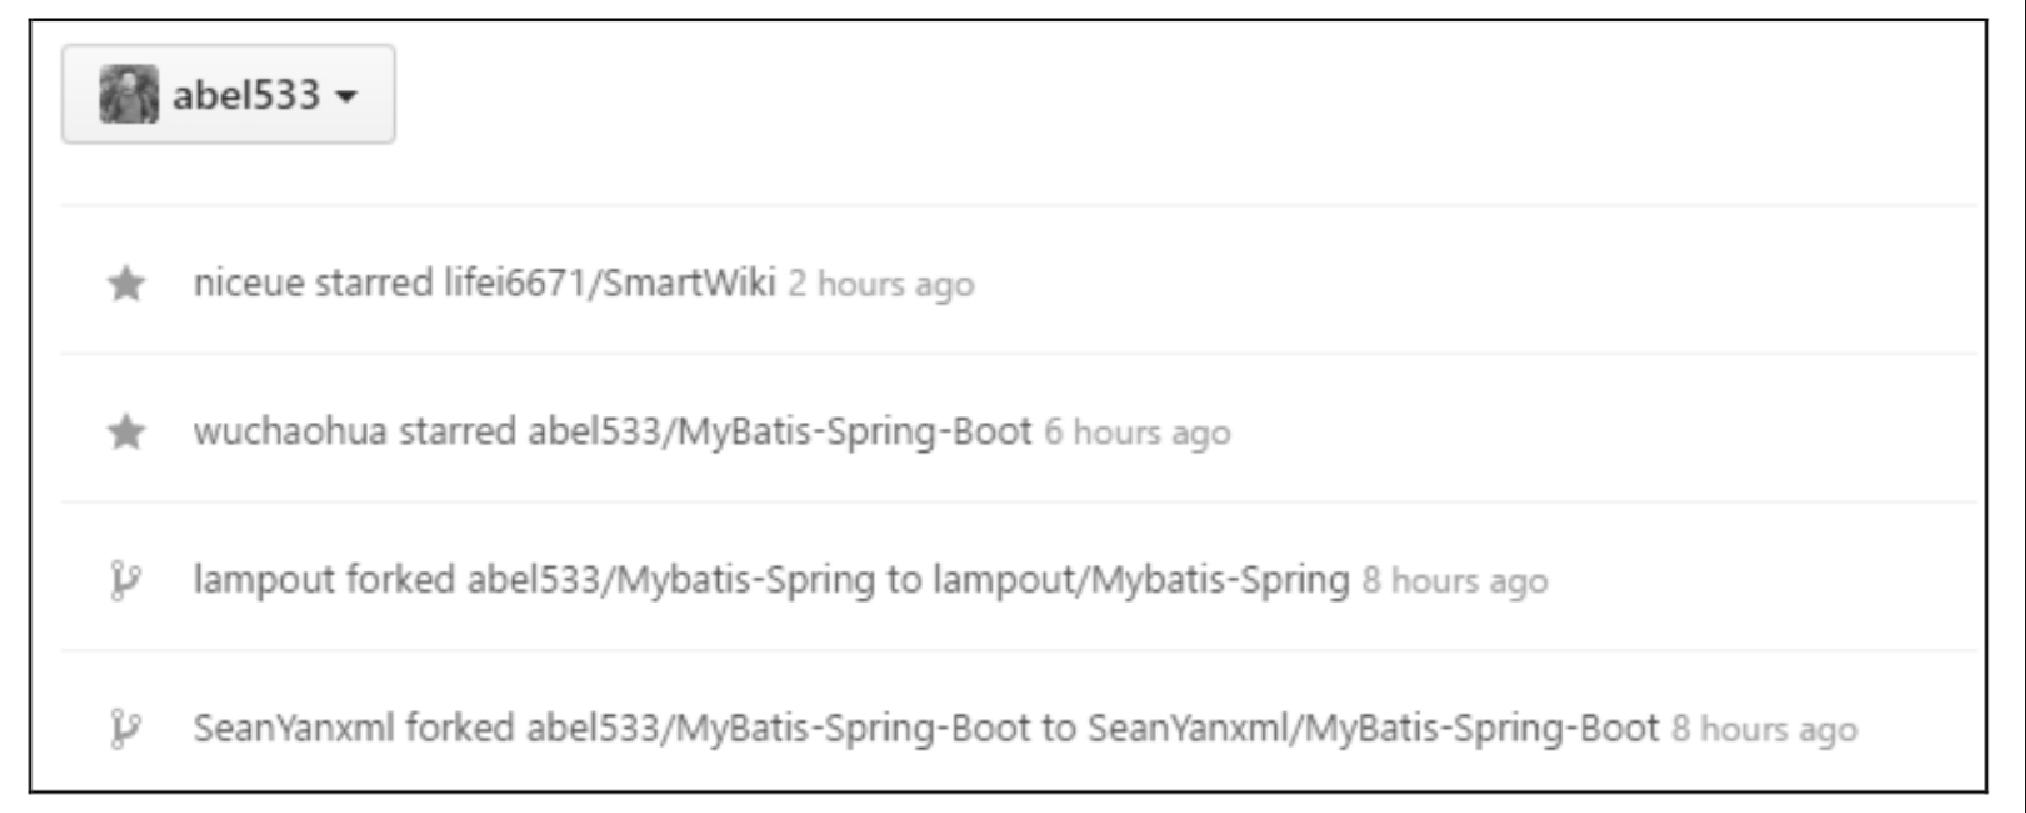 abel533
niceue starred lifei6671/SmartWiki 2 hours ago
wuchaohua starred abel533/MyBatis-Spring-Boot 6 hours ago
lampout forked abel533/Mybatis-Spring to lampout/Mybatis-Spring 8 hours ago
SeanYanxml forked abel533/MyBatis-Spring-Boot to SeanYanxml/MyBatis-Spring-Boot 8 hours ago